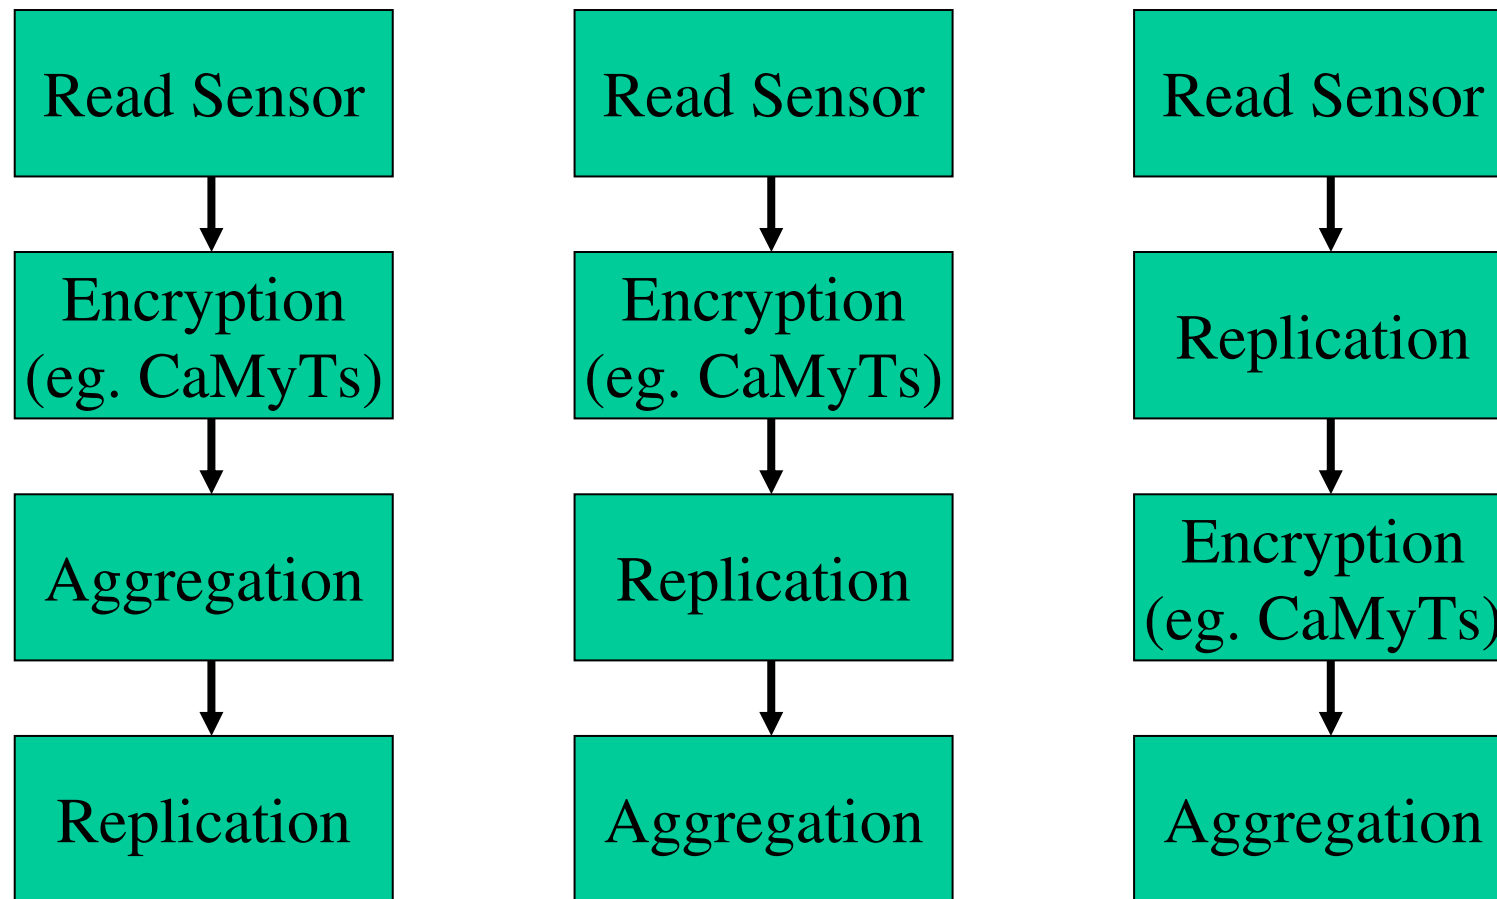 Read Sensor
Encryption
(eg. CaMyTs)
Aggregation
Replication
Read Sensor
Encryption
(eg. CaMyTs)
Replication
Aggregation
Read Sensor
Replication
Encryption
(eg. CaMyTs)
Aggregation